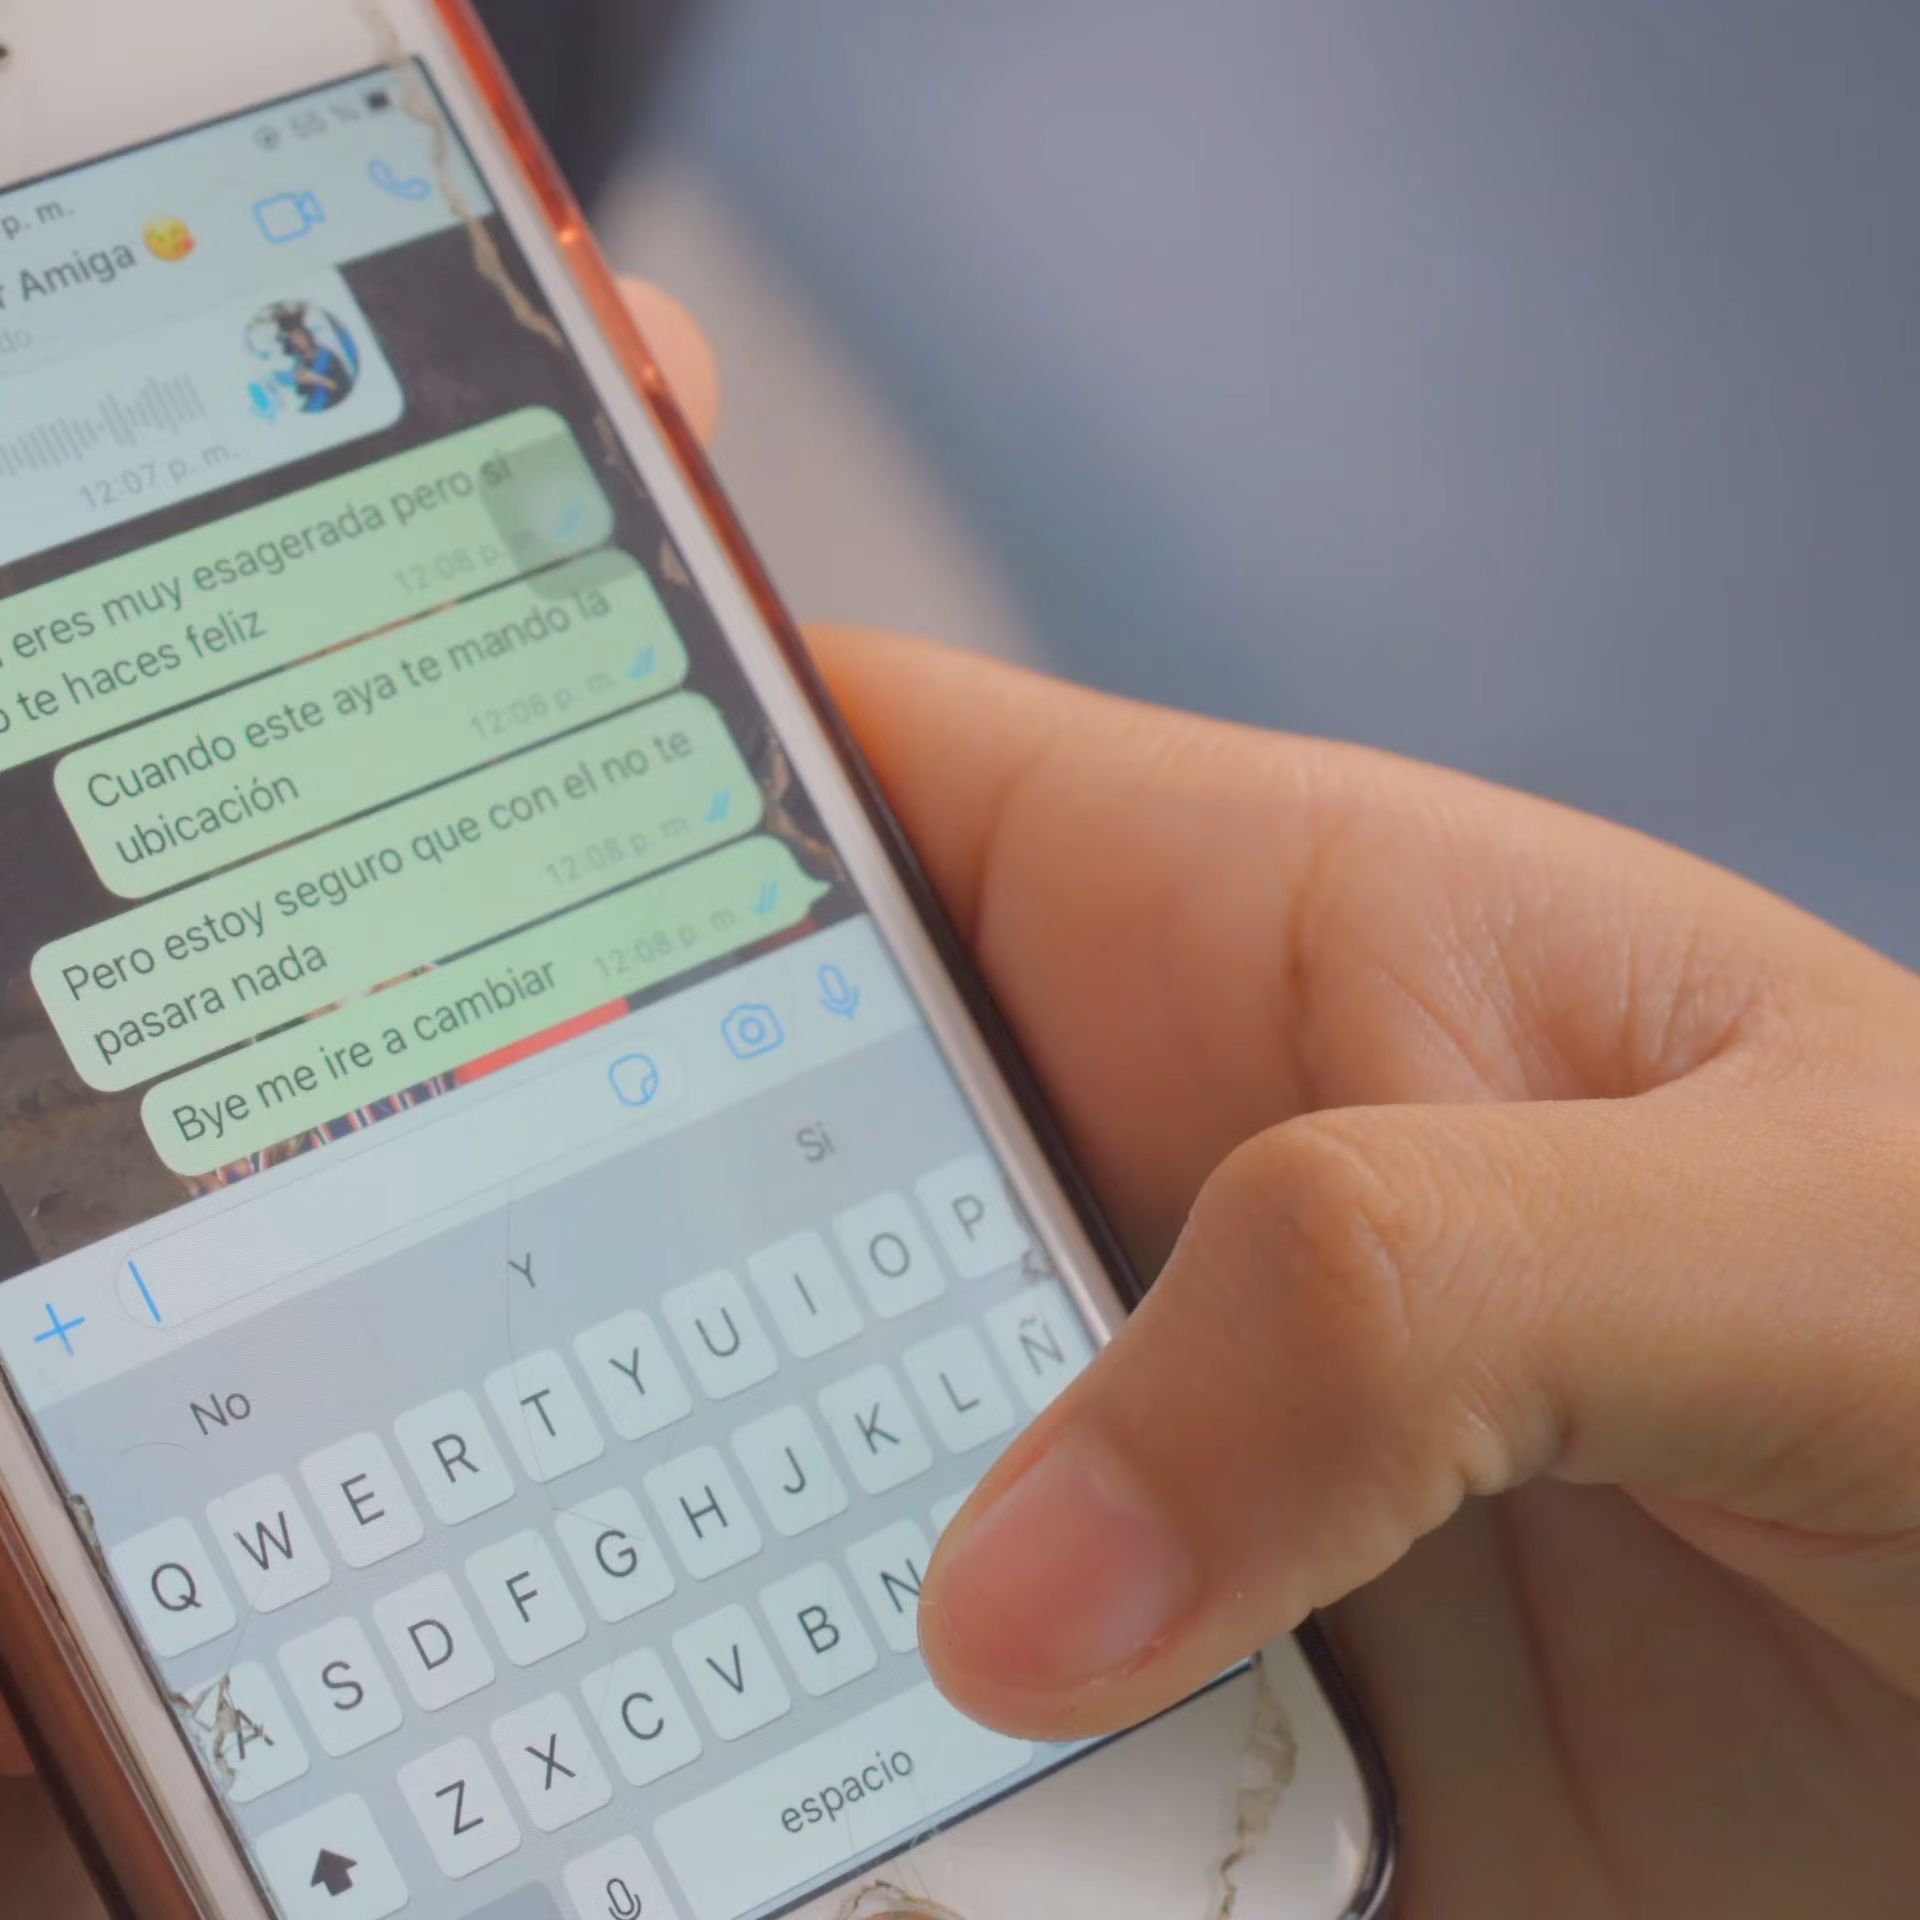 55 %
p. m.
Amiga
12:07 p. m.
eres muy esagerada pero si
te haces feliz
12:08 p.
Cuando este aya te mando la
ubicación
12:08 p. m.
Pero estoy seguro que con el no te
pasara nada
12:08 p. m.
Bye me ire a cambiar
12:08 p. m.
No Y Si
Q W E R T Y U I O P
A S D F G H J K L Ñ
Z X C V B N
espacio